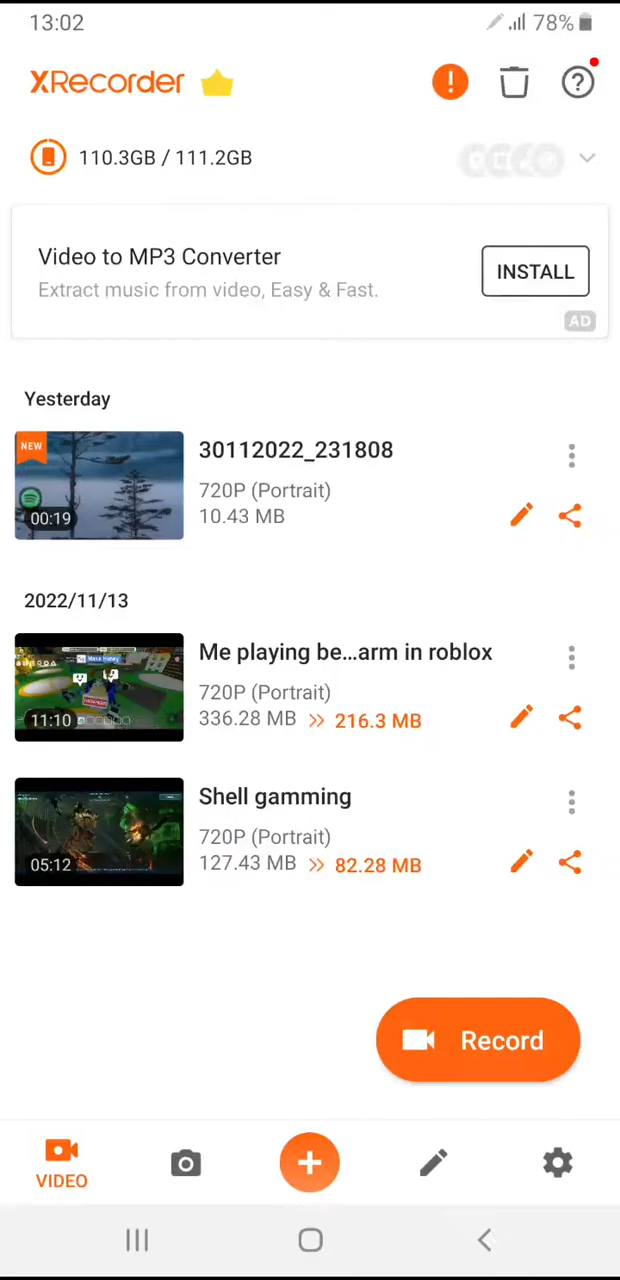 13:02
78%
XRecorder
110.3GB / 111.2GB
Video to MP3 Converter
INSTALL
Extract music from video, Easy & Fast.
AD
Yesterday
NEW
30112022_231808
720P (Portrait)
10.43 MB
00:19
2022/11/13
Me playing be...arm in roblox
720P (Portrait)
336.28 MB >> 216.3 MB
11:10
Shell gamming
720P (Portrait)
127.43 MB >> 82.28 MB
05:12
Record
VIDEO